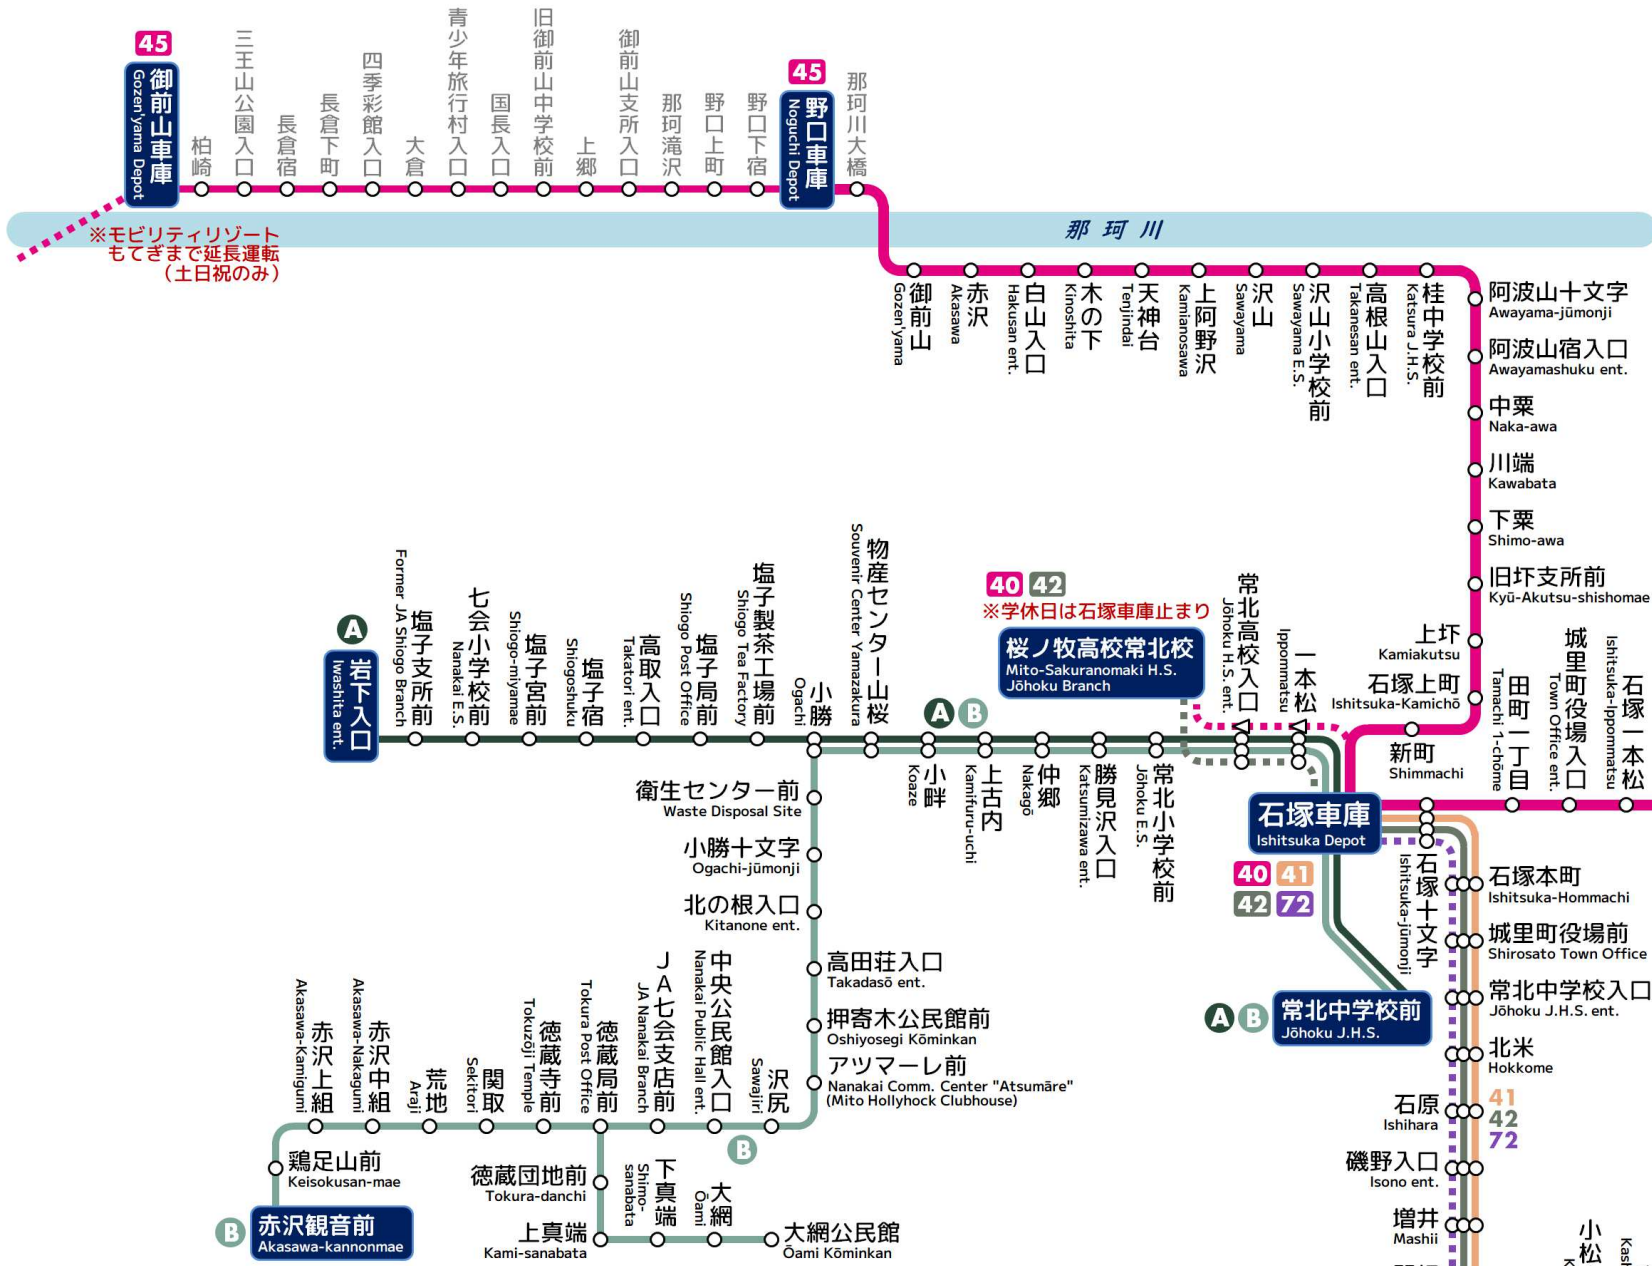 45
御前山車庫
Gozen'yama Depot
柏崎
三王山公園入口
長倉宿
長倉下町
四季彩館入口
大倉
青少年旅行村入口
国長入口
旧御前山中学校前
上郷
御前山支所入口
那珂滝沢
野口上町
野口下宿
45
野口車庫
Noguchi Depot
那珂川大橋
※モビリティリゾート
もてぎまで延長運転
（土日祝のみ）
那珂川
御前山
Gozen'yama
赤沢
Akasawa
白山入口
Hakusan ent.
木の下
Kinoshita
天神台
Tenjindai
上阿野沢
Kamianosawa
沢山
Sawayama
沢山小学校前
Sawayama E.S.
高根山入口
Takanesan ent.
桂中学校前
Katsura J.H.S.
阿波山十文字
Awayama-jūmonji
阿波山宿入口
Awayamashuku ent.
中粟
Naka-awa
川端
Kawabata
下粟
Shimo-awa
旧圷支所前
Kyū-Akutsu-shishomae
上圷
Kamiakutsu
石塚上町
Ishitsuka-Kamichō
新町
Shimmachi
田町一丁目
Tamachi 1-chōme
城里町役場入口
Town Office ent.
石塚一本松
Ishitsuka-Ippommatsu
A
岩下入口
Iwashita ent.
塩子支所前
Former JA Shiogo Branch
七会小学校前
Nanakai E.S.
塩子宮前
Shiogo-miyamae
塩子宿
Shiogoshuku
高取入口
Takatori ent.
塩子局前
Shiogo Post Office
塩子製茶工場前
Shiogo Tea Factory
小勝
Ogachi
物産センター山桜
Souvenir Center Yamazakura
A B
小畔
Koaze
上古内
Kamifuru-uchi
仲郷
Nakagō
勝見沢入口
Katsumizawa ent.
常北小学校前
Jōhoku E.S.
40 42
※学休日は石塚車庫止まり
桜ノ牧高校常北校
Mito-Sakuranomaki H.S.
Jōhoku Branch
常北高校入口
Jōhoku H.S. ent.
一本松
Ippommatsu
石塚車庫
Ishitsuka Depot
40 41
42 72
石塚十文字
Ishitsuka-jūmonji
石塚本町
Ishitsuka-Hommachi
城里町役場前
Shirosato Town Office
常北中学校入口
Jōhoku J.H.S. ent.
北米
Hokkome
A B
常北中学校前
Jōhoku J.H.S.
石原
Ishihara
41
42
72
磯野入口
Isono ent.
増井
Mashii
小松
衛生センター前
Waste Disposal Site
小勝十文字
Ogachi-jūmonji
北の根入口
Kitanone ent.
高田荘入口
Takadasō ent.
押寄木公民館前
Oshiyosegi Kōminkan
アツマーレ前
Nanakai Comm. Center "Atsumāre"
(Mito Hollyhock Clubhouse)
沢尻
Sawajiri
中央公民館入口
Nanakai Public Hall ent.
ＪＡ七会支店前
JA Nanakai Branch
徳蔵局前
Tokura Post Office
徳蔵寺前
Tokuzōji Temple
関取
Sekitori
荒地
Araji
赤沢中組
Akasawa-Nakagumi
赤沢上組
Akasawa-Kamigumi
B
鶏足山前
Keisokusan-mae
B
赤沢観音前
Akasawa-kannonmae
徳蔵団地前
Tokura-danchi
上真端
Kami-sanabata
下真端
Shimo-
sanabata
大網
Ōami
大網公民館
Ōami Kōminkan